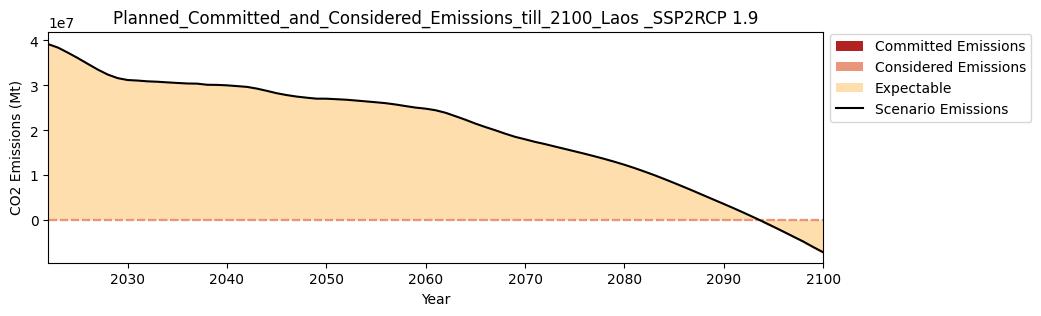 Planned_Committed_and_Considered_Emissions_till_2100_Laos _SSP2RCP 1.9
1e7
4
3
2
1
0
CO2 Emissions (Mt)
2030 2040 2050 2060 2070 2080 2090 2100
Year
Committed Emissions
Considered Emissions
Expectable
Scenario Emissions